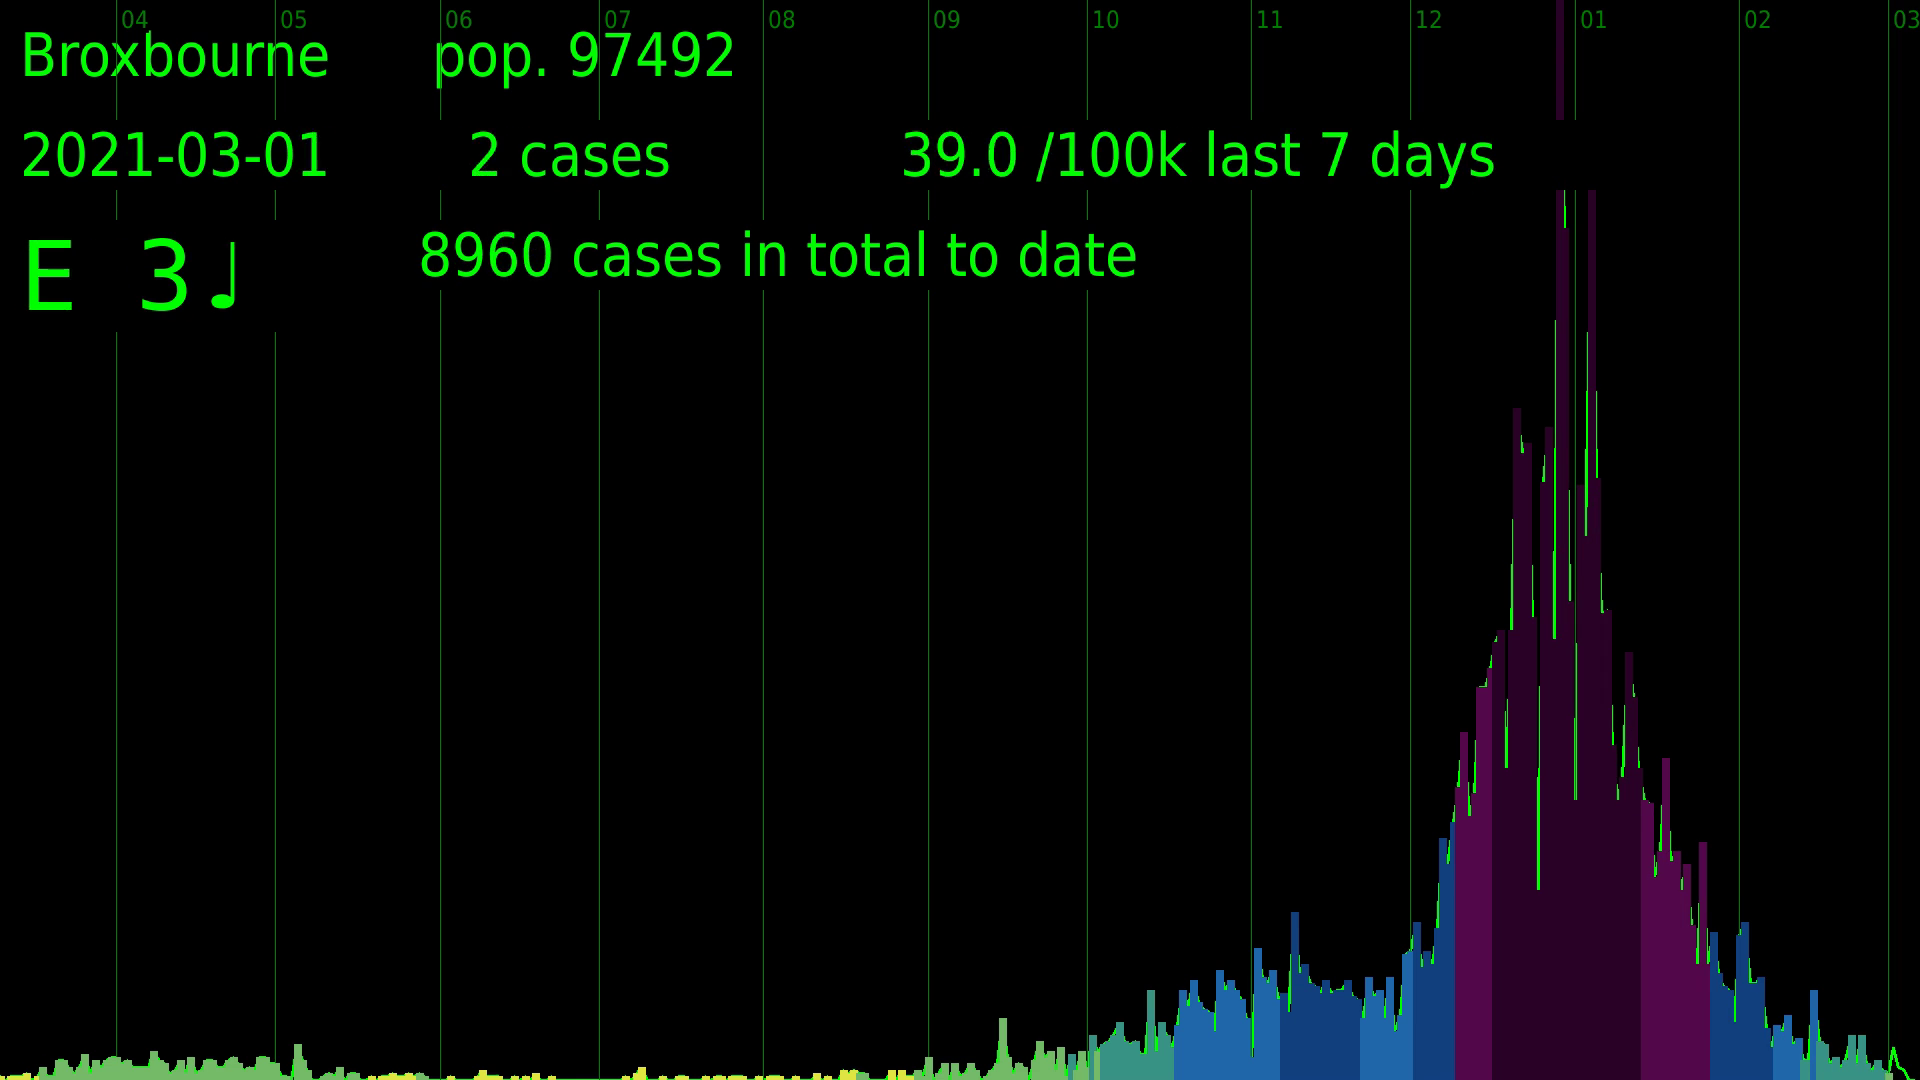 04 05 06 07 08 09 10 11 12 01 02 03
Broxbourne pop. 97492
2021-03-01 2 cases 39.0 /100k last 7 days
E 3♩ 8960 cases in total to date